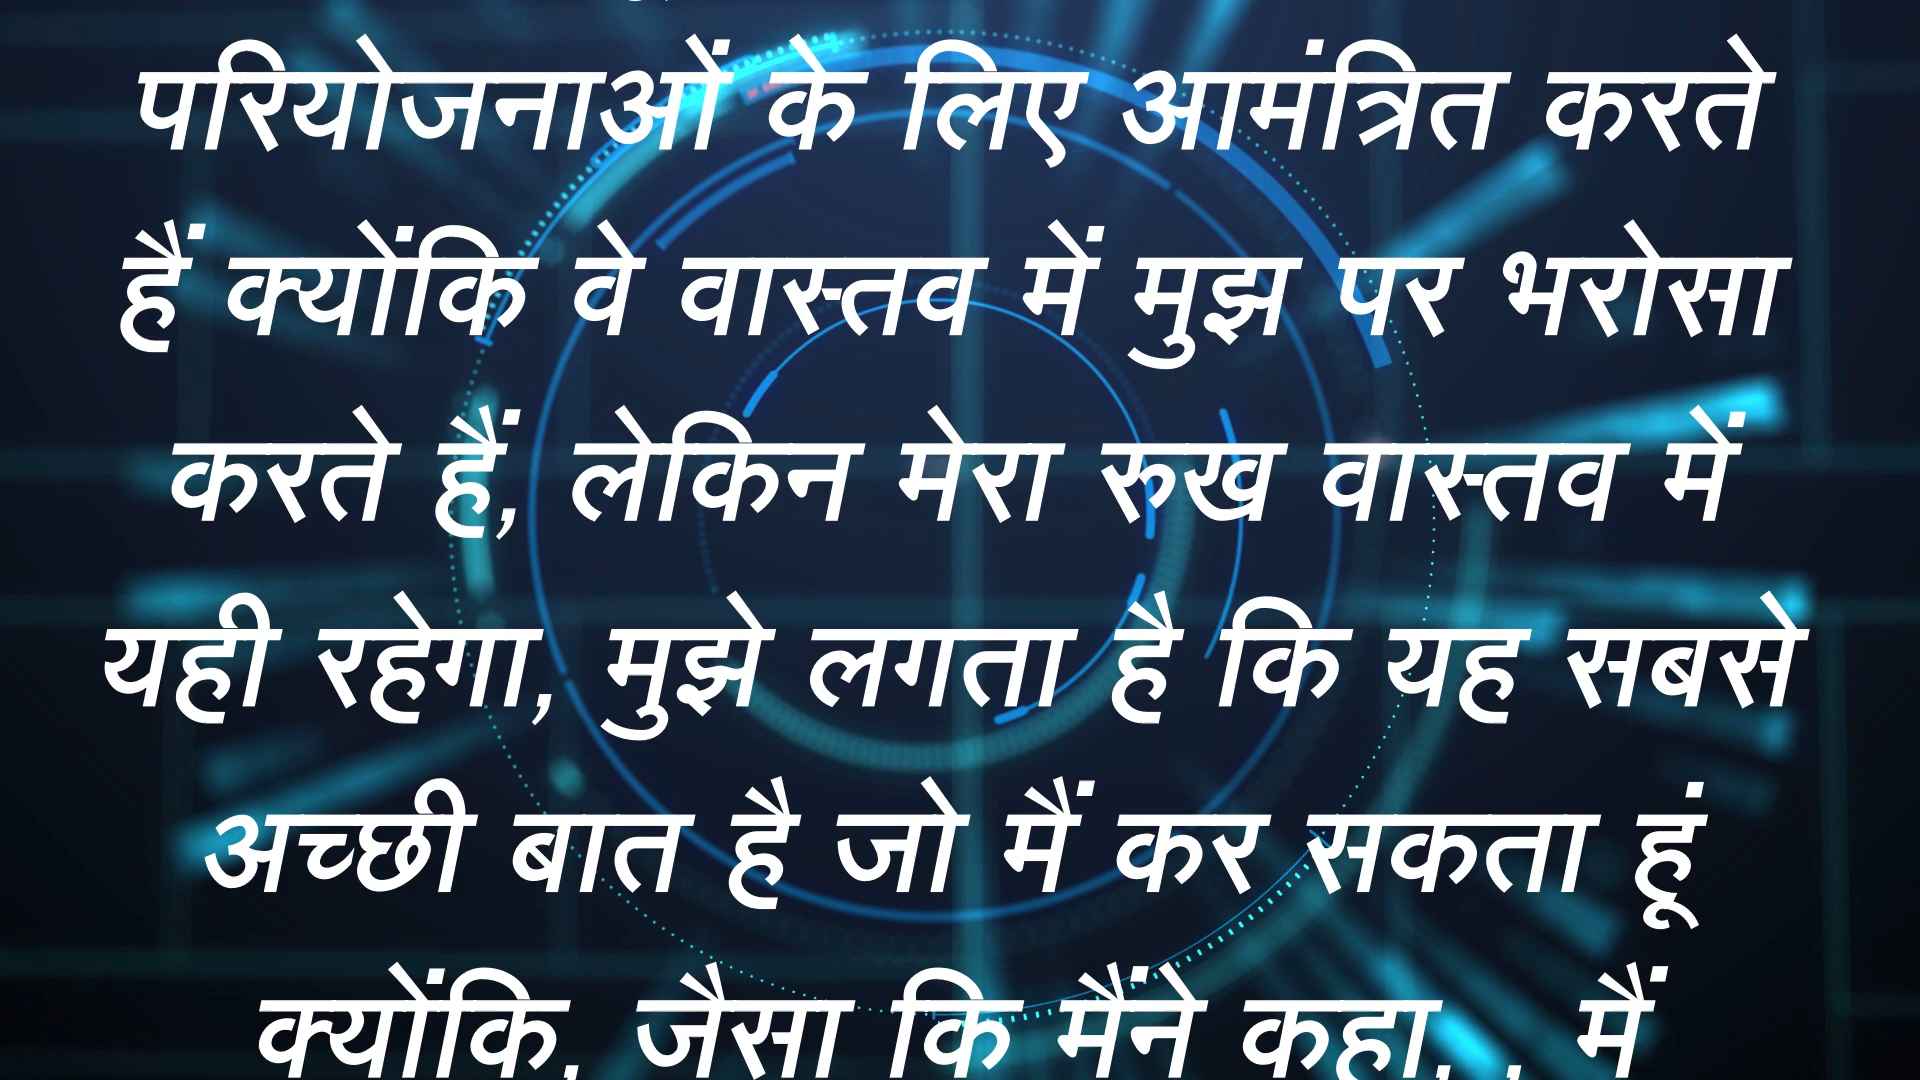 परियोजनाओं के लिए आमंत्रित करते
हैं क्योंकि वे वास्तव में मुझ पर भरोसा
करते हैं, लेकिन मेरा रुख वास्तव में
यही रहेगा, मुझे लगता है कि यह सबसे
अच्छी बात है जो मैं कर सकता हूं
क्योंकि, जैसा कि मैंने कहा, , मैं